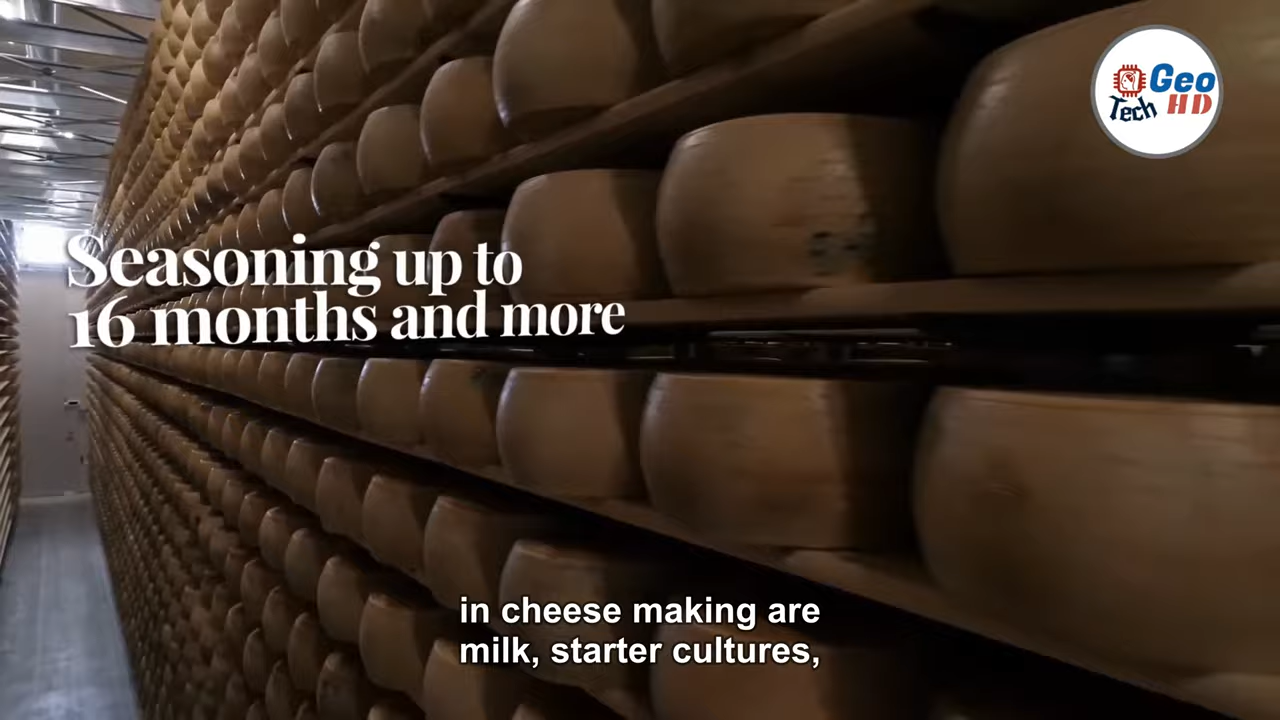 Geo
Tech HD
Seasoning up to
16 months and more
in cheese making are
milk, starter cultures,